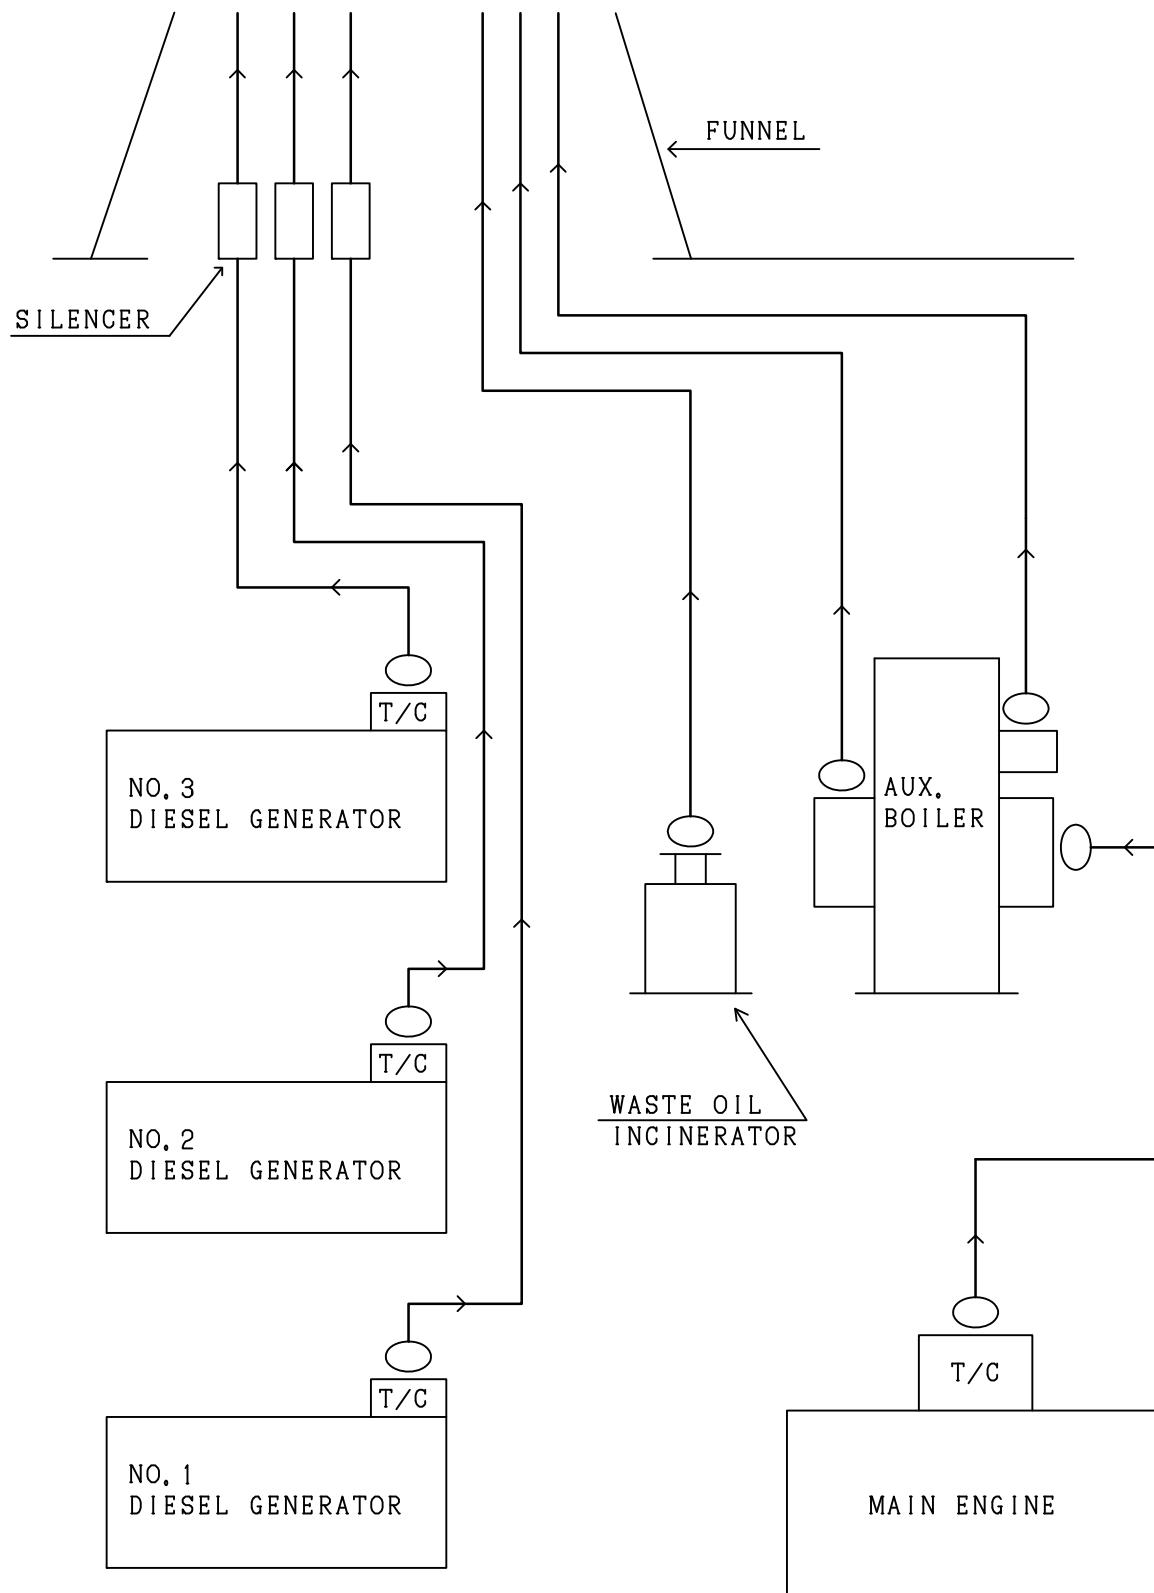 FUNNEL
SILENCER
T/C
NO. 3
DIESEL GENERATOR
AUX.
BOILER
T/C
WASTE OIL
INCINERATOR
NO. 2
DIESEL GENERATOR
T/C
T/C
NO. 1
DIESEL GENERATOR
MAIN ENGINE